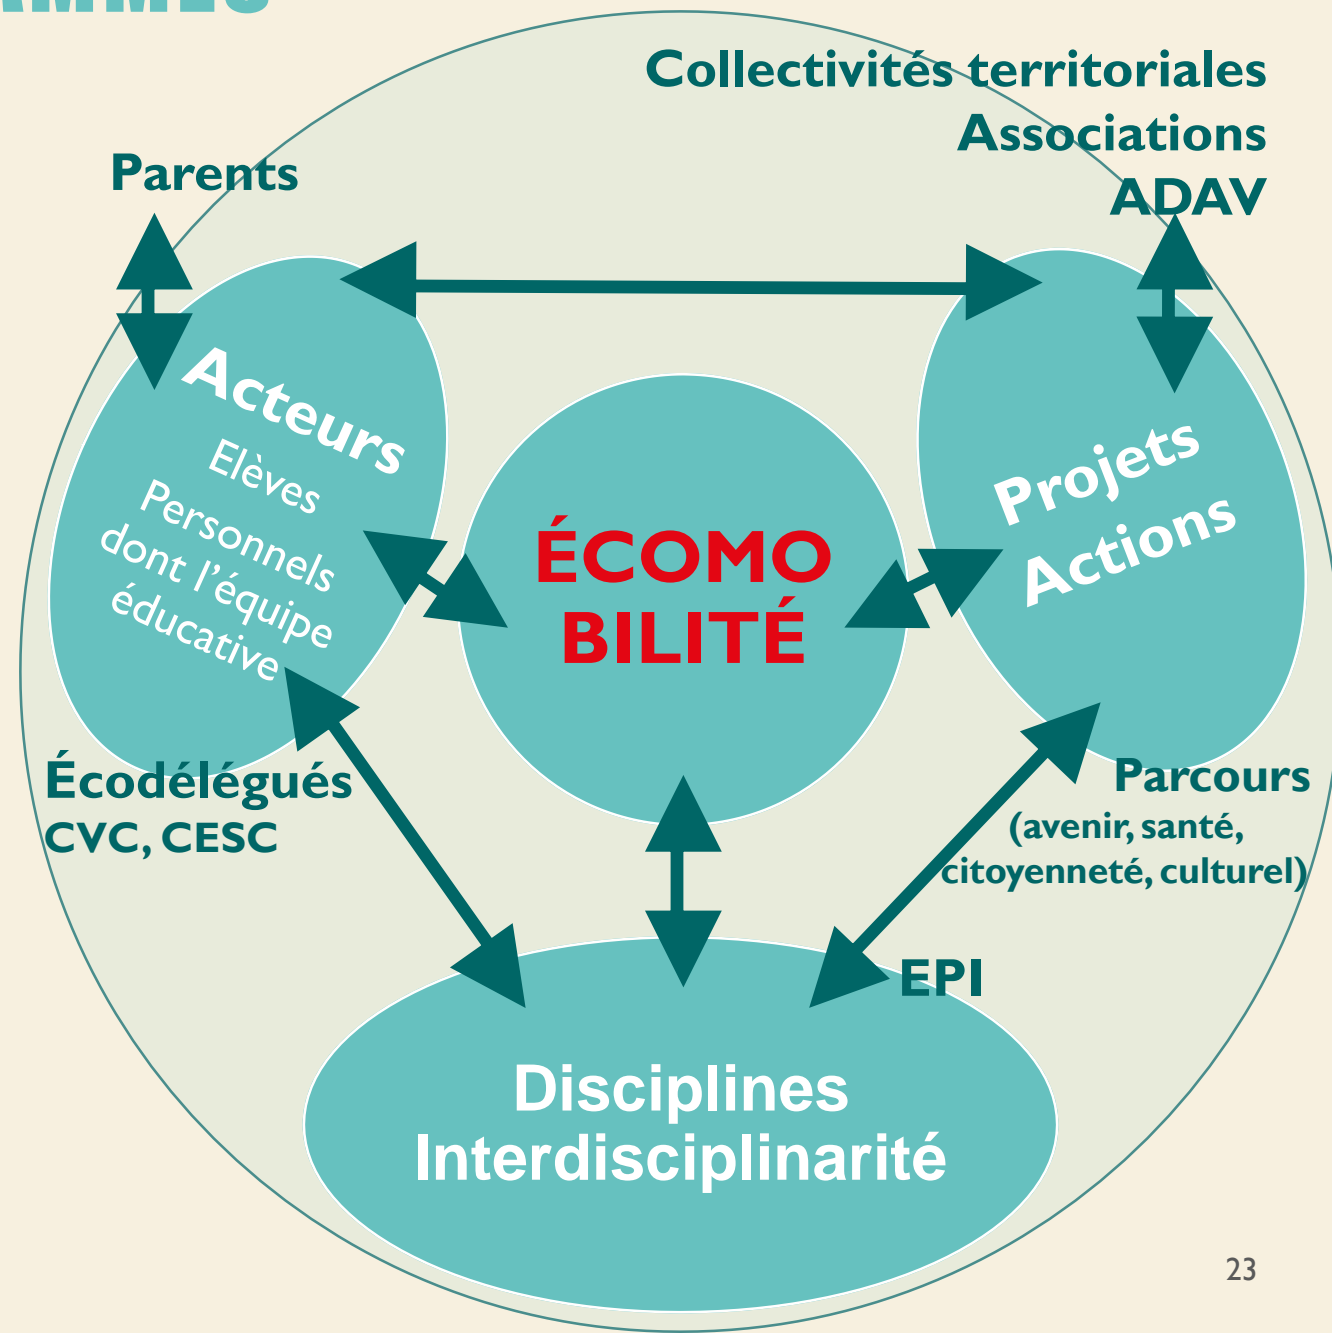 Collectivités territoriales
Associations
ADAV
Parents
Acteurs
Elèves
Personnels
dont l’équipe
éducative
ÉCOMO
BILITÉ
Projets
Actions
Écodélégués
CVC, CESC
Parcours
(avenir, santé,
citoyenneté, culturel)
EPI
Disciplines
Interdisciplinarité
23